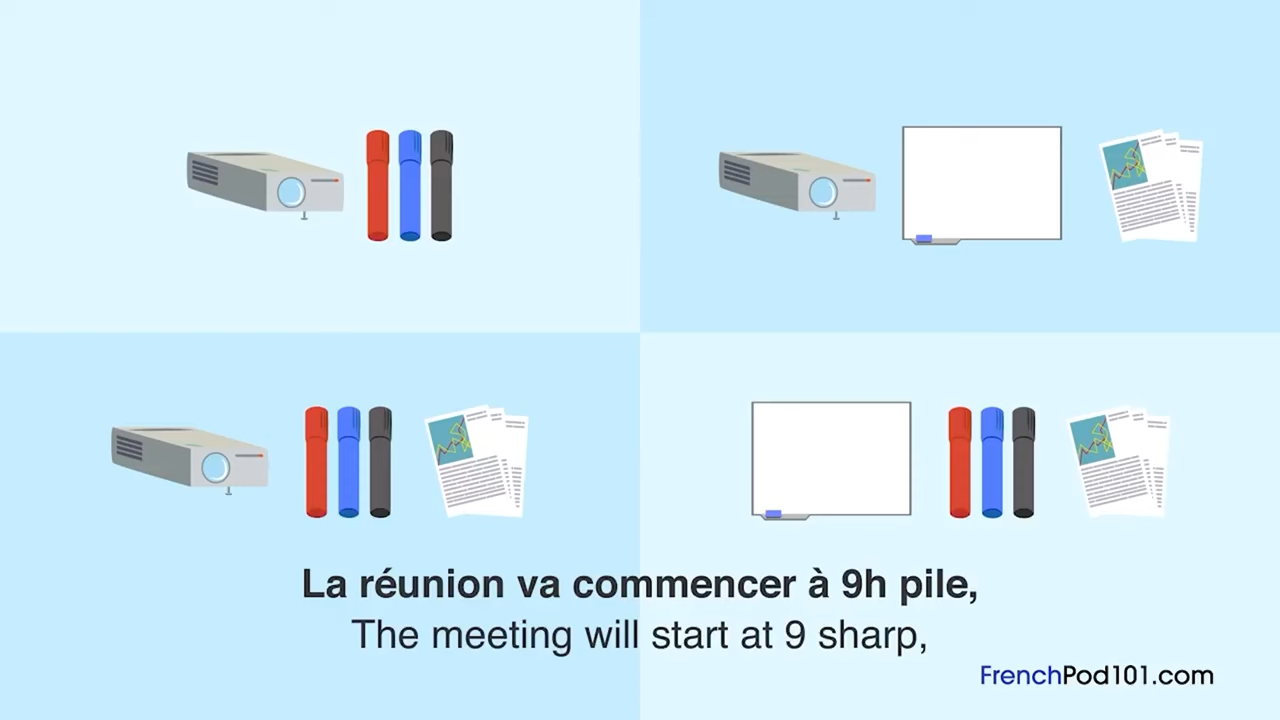 La réunion va commencer à 9h pile,
The meeting will start at 9 sharp,
FrenchPod101.com